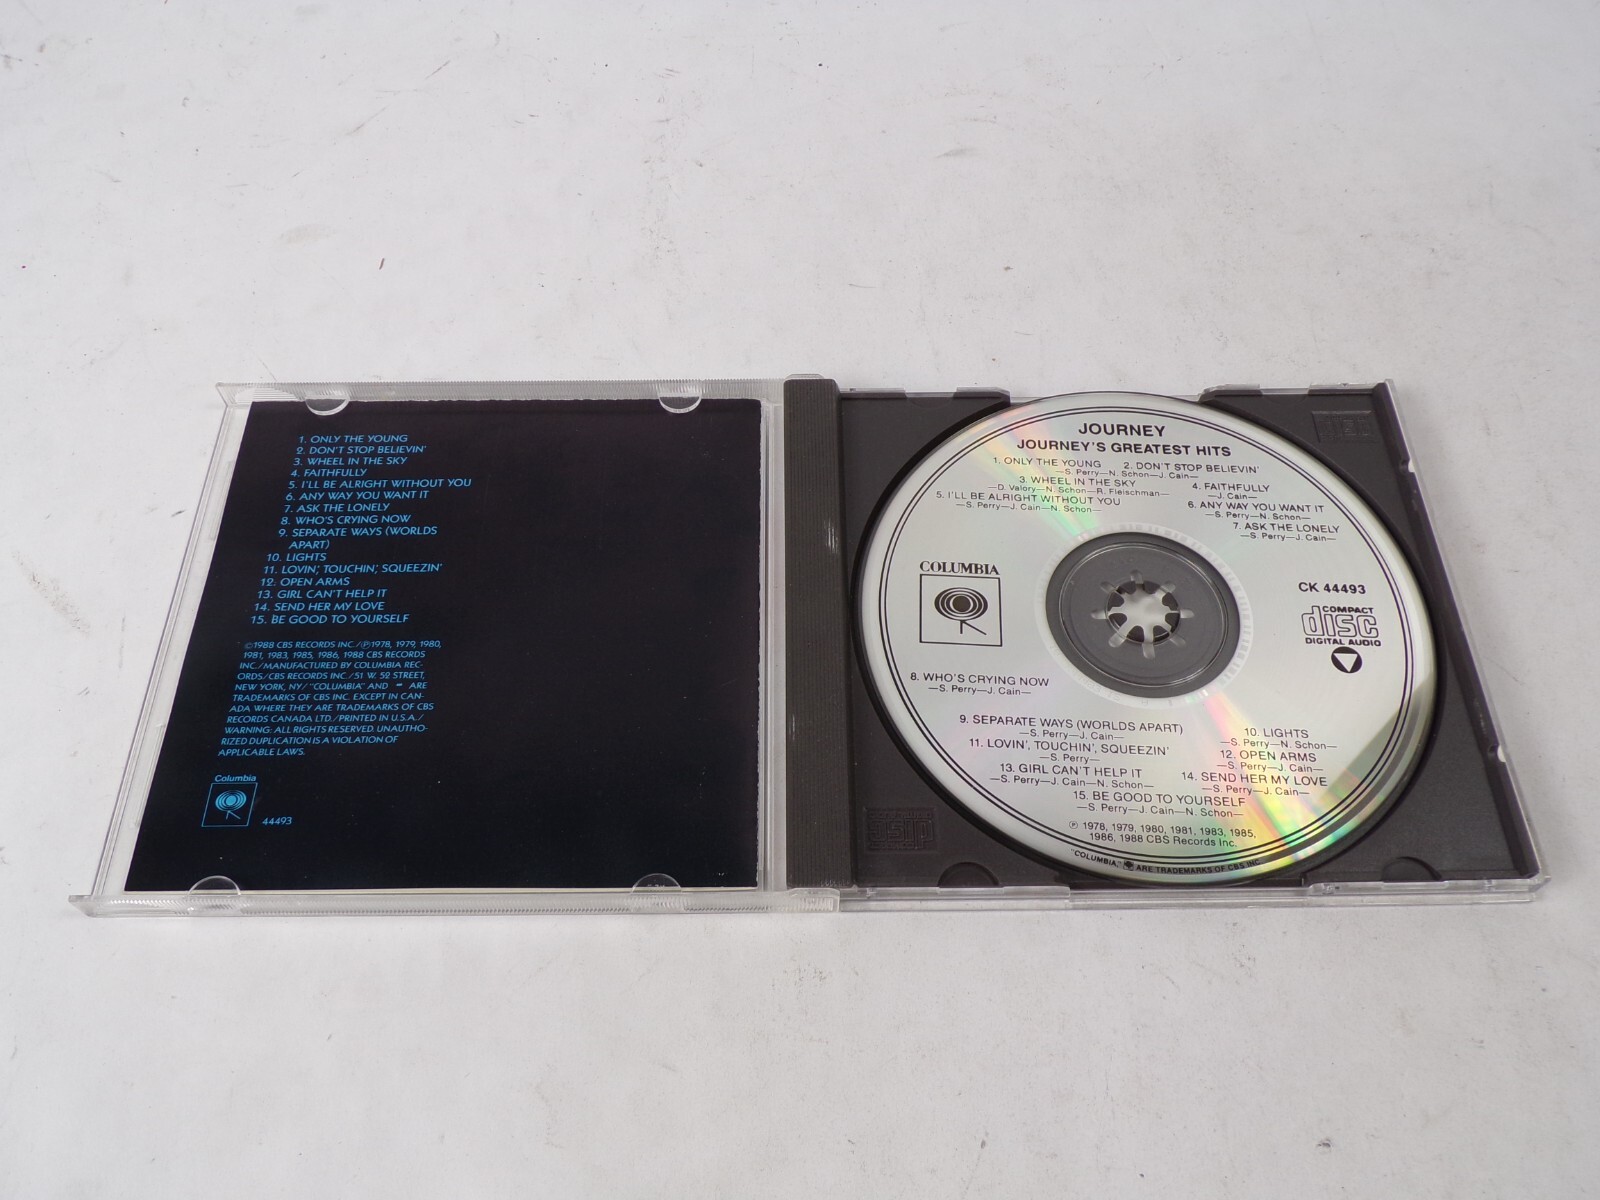 1. ONLY THE YOUNG
2. DON'T STOP BELIEVIN'
3. WHEEL IN THE SKY
4. FAITHFULLY
5. I'LL BE ALRIGHT WITHOUT YOU
6. ANY WAY YOU WANT IT
7. ASK THE LONELY
8. WHO'S CRYING NOW
9. SEPARATE WAYS (WORLDS
APART)
10. LIGHTS
11. LOVIN', TOUCHIN', SQUEEZIN'
12. OPEN ARMS
13. GIRL CAN'T HELP IT
14. SEND HER MY LOVE
15. BE GOOD TO YOURSELF
©1988 CBS RECORDS INC./℗1978, 1979, 1980,
1981, 1983, 1985, 1986, 1988 CBS RECORDS
INC./MANUFACTURED BY COLUMBIA REC-
ORDS/CBS RECORDS INC./51 W. 52 STREET,
NEW YORK, NY/"COLUMBIA" AND ARE
TRADEMARKS OF CBS INC. EXCEPT IN CAN-
ADA WHERE THEY ARE TRADEMARKS OF CBS
RECORDS CANADA LTD./PRINTED IN U.S.A./
WARNING: ALL RIGHTS RESERVED. UNAUTHO-
RIZED DUPLICATION IS A VIOLATION OF
APPLICABLE LAWS.
Columbia
44493
JOURNEY
JOURNEY'S GREATEST HITS
1. ONLY THE YOUNG 2. DON'T STOP BELIEVIN'
—S. Perry—N. Schon—J. Cain—
3. WHEEL IN THE SKY
—D. Valory—N. Schon—R. Fleischman—
4. FAITHFULLY
—J. Cain—
5. I'LL BE ALRIGHT WITHOUT YOU
—S. Perry—J. Cain—N. Schon—
6. ANY WAY YOU WANT IT
—S. Perry—N. Schon—
7. ASK THE LONELY
—S. Perry—J. Cain—
COLUMBIA
CK 44493
COMPACT
disc
DIGITAL AUDIO
8. WHO'S CRYING NOW
—S. Perry—J. Cain—
9. SEPARATE WAYS (WORLDS APART)
—S. Perry—J. Cain—
10. LIGHTS
—S. Perry—N. Schon—
11. LOVIN', TOUCHIN', SQUEEZIN'
—S. Perry—
12. OPEN ARMS
—S. Perry—J. Cain—
13. GIRL CAN'T HELP IT
—S. Perry—J. Cain—N. Schon—
14. SEND HER MY LOVE
—S. Perry—J. Cain—
15. BE GOOD TO YOURSELF
—S. Perry—J. Cain—N. Schon—
℗ 1978, 1979, 1980, 1981, 1983, 1985,
1986, 1988 CBS Records Inc.
"COLUMBIA," ARE TRADEMARKS OF CBS INC.